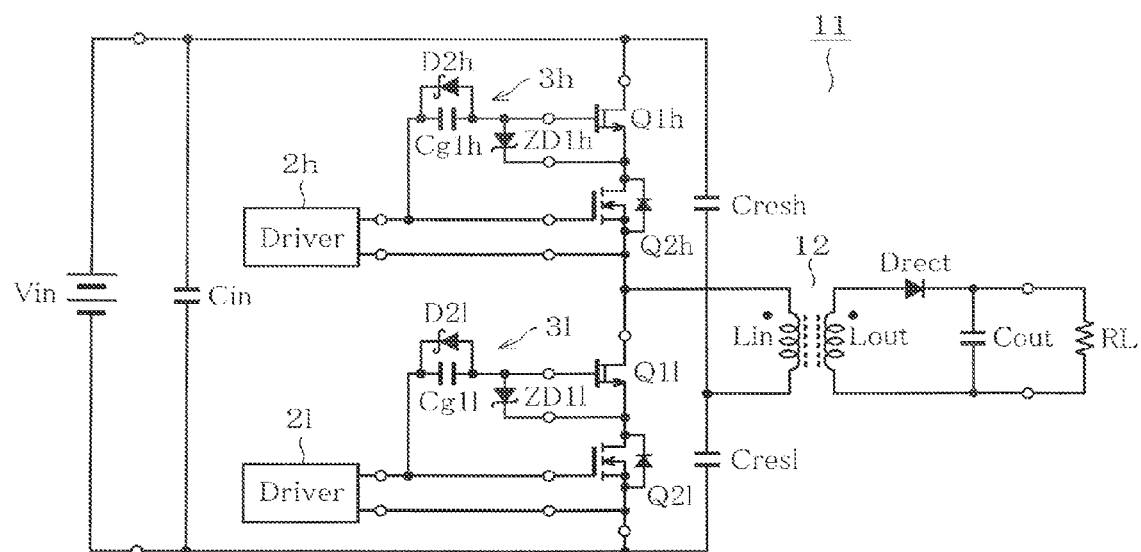 11
D2h
3h
Cg1h
ZD1h
Q1h
2h
Driver
Q2h
Cresh
12
Drect
Vin
Cin
D2l
3l
Lin
Lout
Cout
RL
Cg1l
ZD1l
Q1l
2l
Driver
Q2l
Cresl